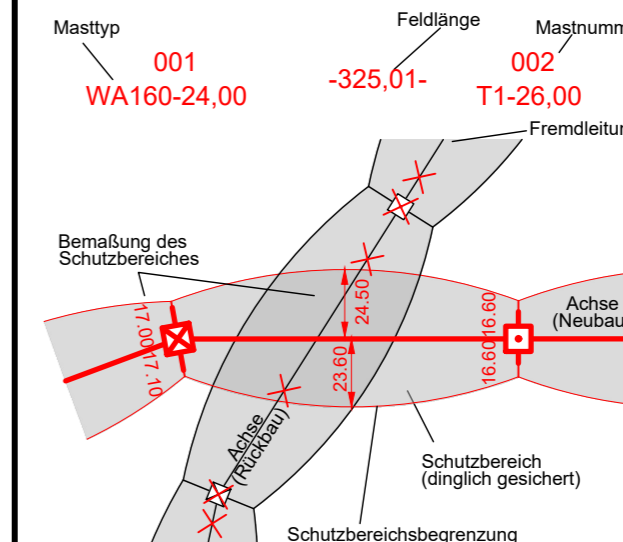 Masttyp
Feldlänge
Mastnumm
001
-325,01-
002
WA160-24,00
T1-26,00
Fremdleitu
Bemaßung des
Schutzbereiches
17.00
17.10
24.50
23.60
16.60
16.60
Achse
(Neubau
Achse
(Rückbau)
Schutzbereich
(dinglich gesichert)
Schutzbereichsbegrenzung